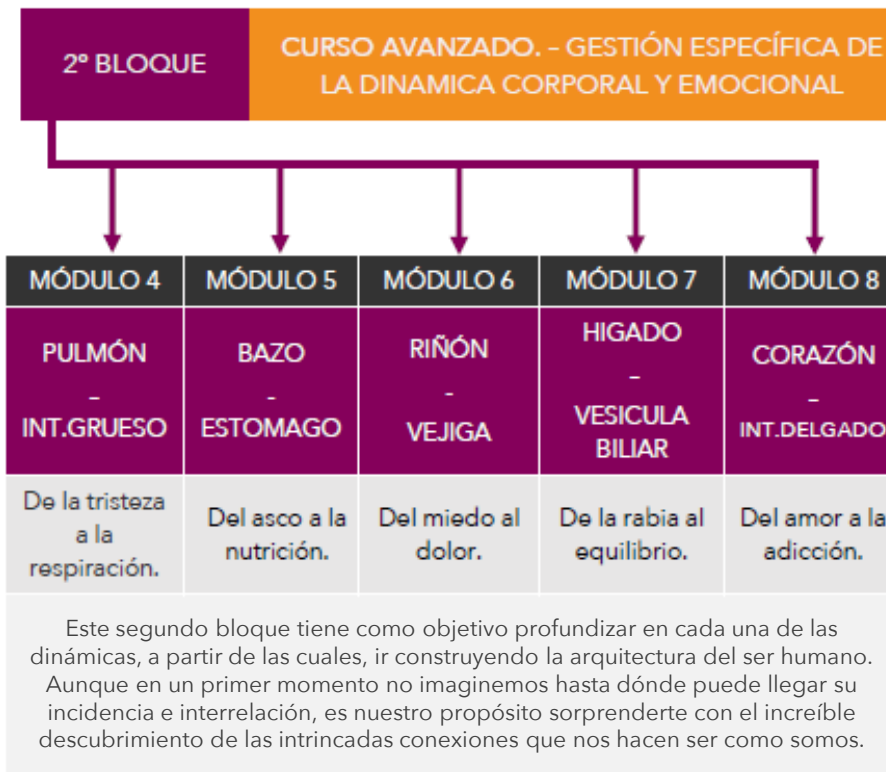 2º BLOQUE
CURSO AVANZADO. – GESTIÓN ESPECÍFICA DE
LA DINAMICA CORPORAL Y EMOCIONAL
MÓDULO 4
MÓDULO 5
MÓDULO 6
MÓDULO 7
MÓDULO 8
PULMÓN
–
INT.GRUESO
BAZO
-
ESTOMAGO
RIÑÓN
-
VEJIGA
HIGADO
–
VESICULA
BILIAR
CORAZÓN
–
INT.DELGADO
De la tristeza
a la
respiración.
Del asco a la
nutrición.
Del miedo al
dolor.
De la rabia al
equilibrio.
Del amor a la
adicción.
Este segundo bloque tiene como objetivo profundizar en cada una de las
dinámicas, a partir de las cuales, ir construyendo la arquitectura del ser humano.
Aunque en un primer momento no imaginemos hasta dónde puede llegar su
incidencia e interrelación, es nuestro propósito sorprenderte con el increíble
descubrimiento de las intrincadas conexiones que nos hacen ser como somos.